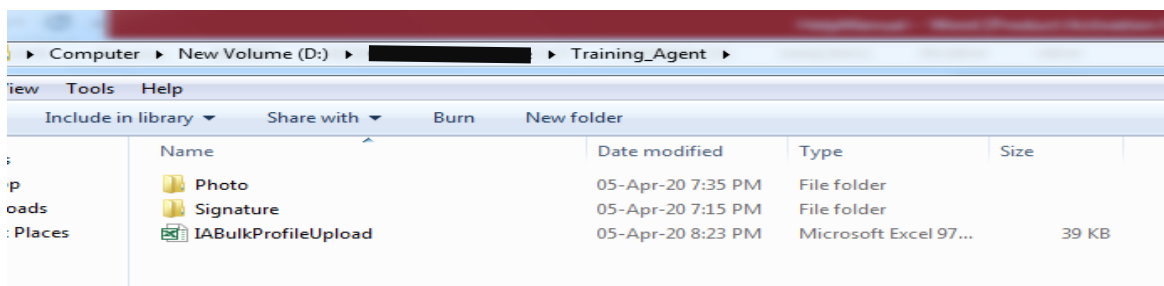 Computer ▸ New Volume (D:) ▸ ▸ Training_Agent ▸
iew Tools Help
Include in library Share with Burn New folder
Name Date modified Type Size
Photo 05-Apr-20 7:35 PM File folder
Signature 05-Apr-20 7:15 PM File folder
oads
IABulkProfileUpload 05-Apr-20 8:23 PM Microsoft Excel 97... 39 KB
Places